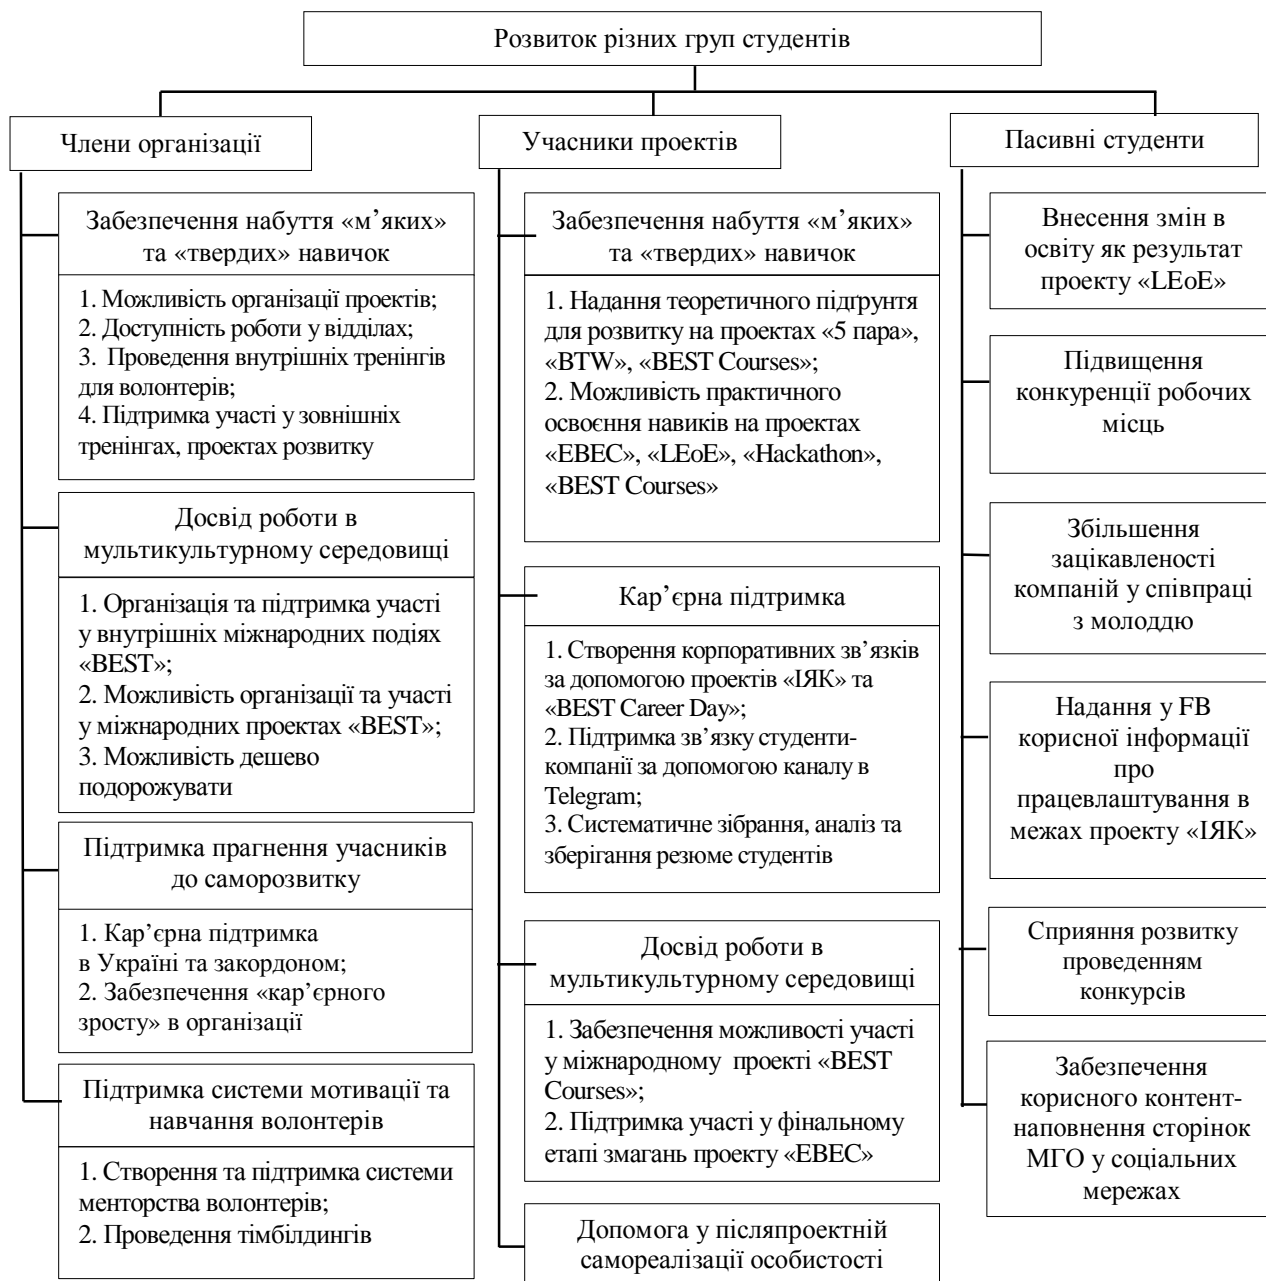 Розвиток різних груп студентів
Члени організації
Забезпечення набуття «м’яких»
та «твердих» навичок
1. Можливість організації проектів;
2. Доступність роботи у відділах;
3. Проведення внутрішніх тренінгів
для волонтерів;
4. Підтримка участі у зовнішніх
тренінгах, проектах розвитку
Досвід роботи в
мультикультурному середовищі
1. Організація та підтримка участі
у внутрішніх міжнародних подіях
«BEST»;
2. Можливість організації та участі
у міжнародних проектах «BEST»;
3. Можливість дешево
подорожувати
Підтримка прагнення учасників
до саморозвитку
1. Кар’єрна підтримка
в Україні та закордоном;
2. Забезпечення «кар’єрного
зросту» в організації
Підтримка системи мотивації та
навчання волонтерів
1. Створення та підтримка системи
менторства волонтерів;
2. Проведення тімбілдингів
Учасники проектів
Забезпечення набуття «м’яких»
та «твердих» навичок
1. Надання теоретичного підґрунтя
для розвитку на проектах «5 пара»,
«BTW», «BEST Courses»;
2. Можливість практичного
освоєння навиків на проектах
«EBEC», «LEoE», «Hackathon»,
«BEST Courses»
Кар’єрна підтримка
1. Створення корпоративних зв’язків
за допомогою проектів «ІЯК» та
«BEST Career Day»;
2. Підтримка зв’язку студенти-
компанії за допомогою каналу в
Telegram;
3. Систематичне зібрання, аналіз та
зберігання резюме студентів
Досвід роботи в
мультикультурному середовищі
1. Забезпечення можливості участі
у міжнародному проекті «BEST
Courses»;
2. Підтримка участі у фінальному
етапі змагань проекту «EBEC»
Допомога у післяпроектній
самореалізації особистості
Пасивні студенти
Внесення змін в
освіту як результат
проекту «LEoE»
Підвищення
конкуренції робочих
місць
Збільшення
зацікавленості
компаній у співпраці
з молоддю
Надання у FB
корисної інформації
про
працевлаштування в
межах проекту «ІЯК»
Сприяння розвитку
проведенням
конкурсів
Забезпечення
корисного контент-
наповнення сторінок
МГО у соціальних
мережах